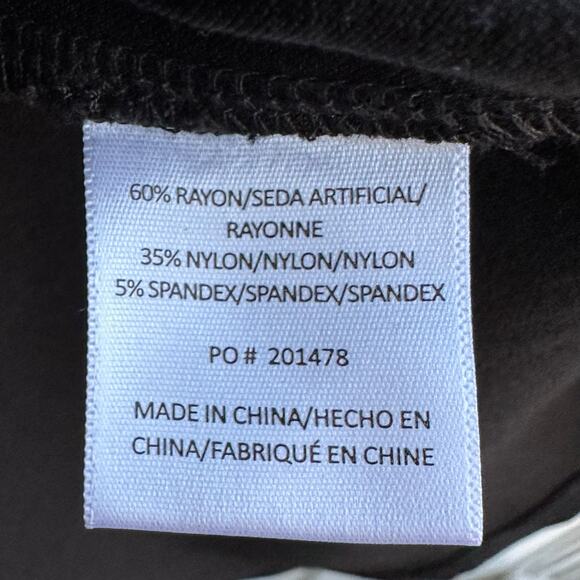 60% RAYON/SEDA ARTIFICIAL/
RAYONNE
35% NYLON/NYLON/NYLON
5% SPANDEX/SPANDEX/SPANDEX
PO # 201478
MADE IN CHINA/HECHO EN
CHINA/FABRIQUÉ EN CHINE